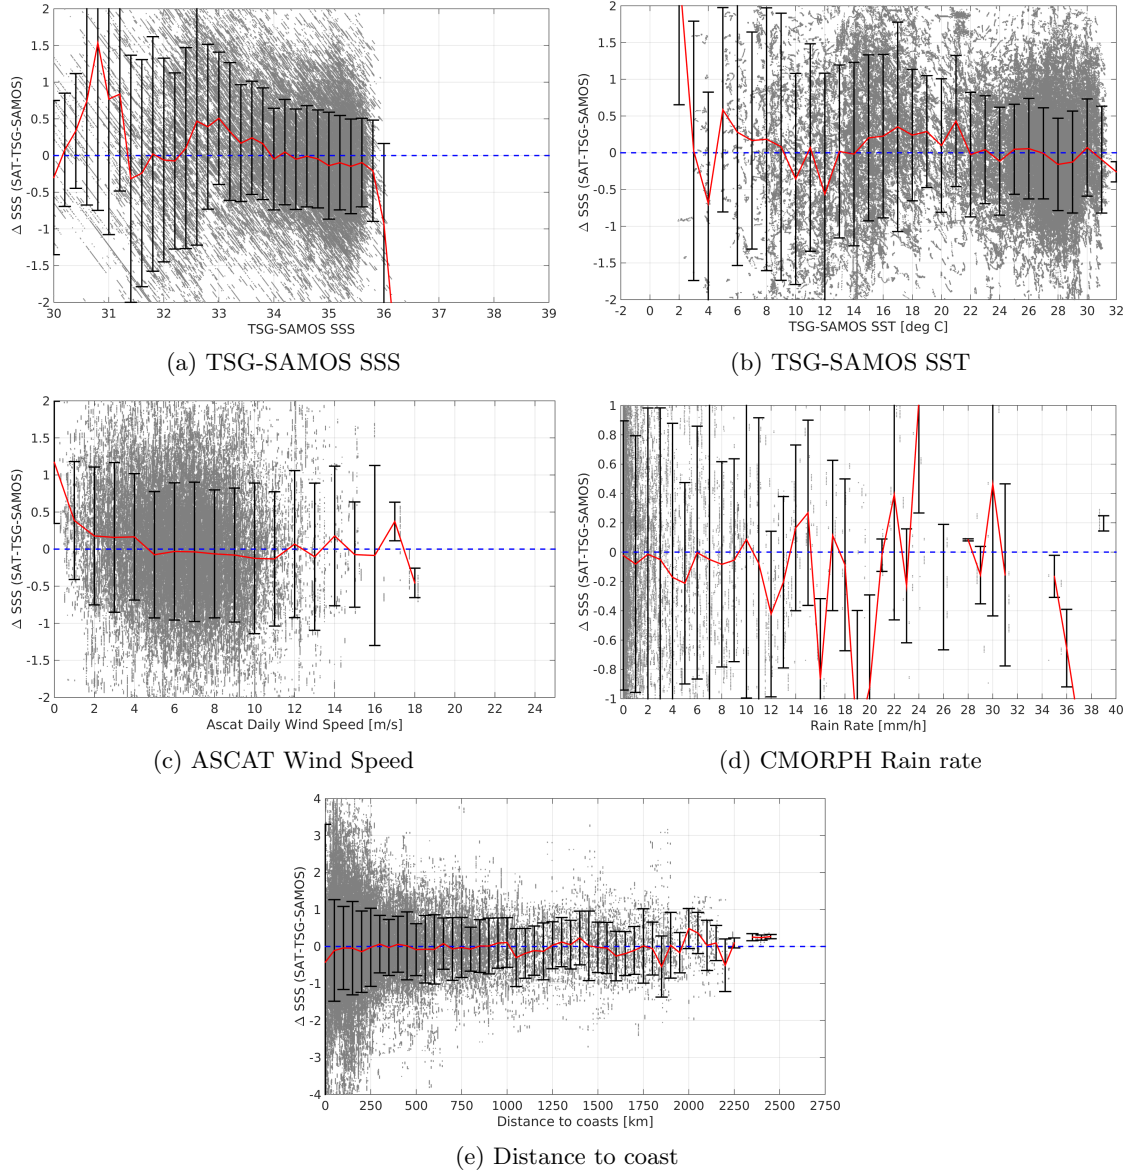 2
1.5
1
0.5
0
-0.5
-1
-1.5
-2
Δ SSS (SAT-TSG-SAMOS)
30 31 32 33 34 35 36 37 38 39
TSG-SAMOS SSS
(a) TSG-SAMOS SSS
2
1.5
1
0.5
0
-0.5
-1
-1.5
-2
Δ SSS (SAT-TSG-SAMOS)
-2 0 2 4 6 8 10 12 14 16 18 20 22 24 26 28 30 32
TSG-SAMOS SST [deg C]
(b) TSG-SAMOS SST
2
1.5
1
0.5
0
-0.5
-1
-1.5
-2
Δ SSS (SAT-TSG-SAMOS)
0 2 4 6 8 10 12 14 16 18 20 22 24
Ascat Daily Wind Speed [m/s]
(c) ASCAT Wind Speed
1
0.8
0.6
0.4
0.2
0
-0.2
-0.4
-0.6
-0.8
-1
Δ SSS (SAT-TSG-SAMOS)
0 2 4 6 8 10 12 14 16 18 20 22 24 26 28 30 32 34 36 38 40
Rain Rate [mm/h]
(d) CMORPH Rain rate
4
3
2
1
0
-1
-2
-3
-4
Δ SSS (SAT-TSG-SAMOS)
0 250 500 750 1000 1250 1500 1750 2000 2250 2500 2750
Distance to coasts [km]
(e) Distance to coast